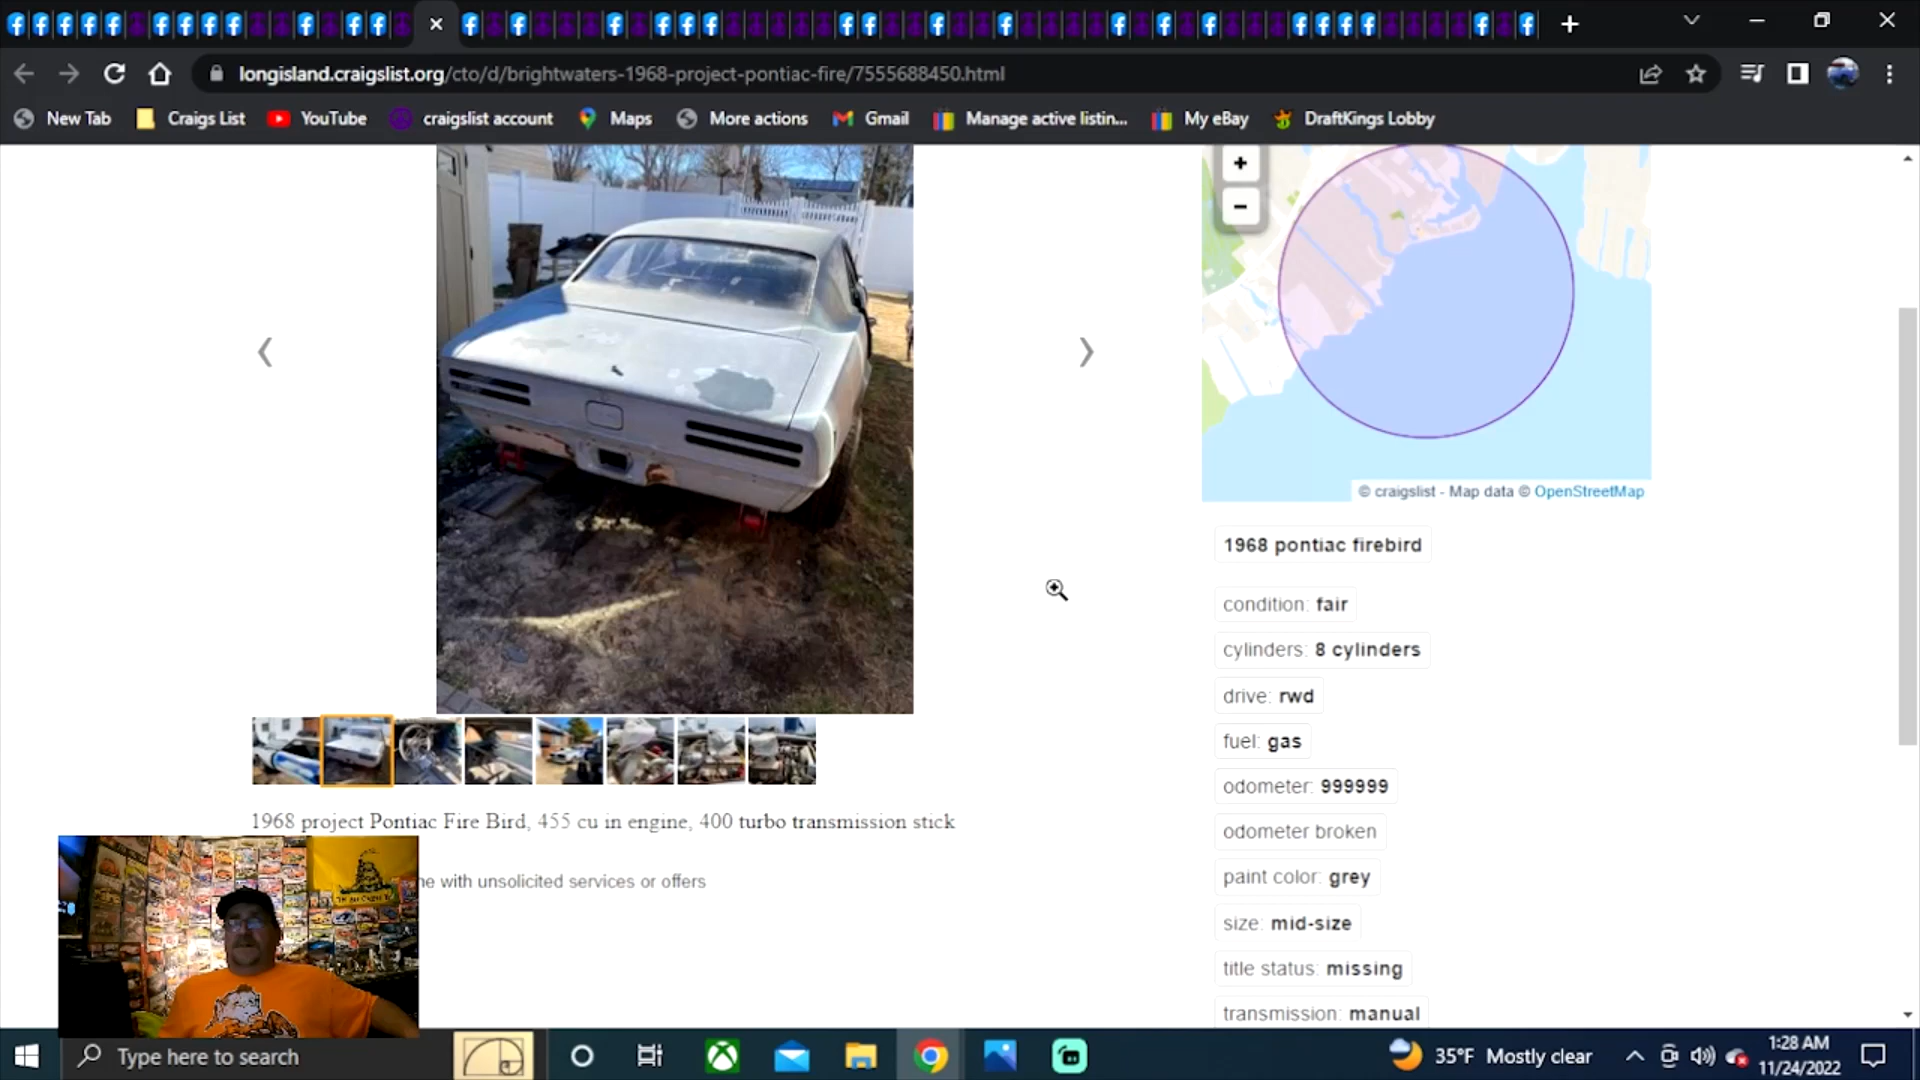 longisland.craigslist.org/cto/d/brightwaters-1968-project-pontiac-fire/7555688450.html
New Tab Craigs List YouTube craigslist account Maps More actions Gmail Manage active listin... My eBay DraftKings Lobby
+
−
© craigslist - Map data © OpenStreetMap
1968 pontiac firebird
condition: fair
cylinders: 8 cylinders
drive: rwd
fuel: gas
odometer: 999999
odometer broken
paint color: grey
size: mid-size
title status: missing
transmission: manual
1968 project Pontiac Fire Bird, 455 cu in engine, 400 turbo transmission stick
with unsolicited services or offers
Type here to search
35°F Mostly clear
1:28 AM
11/24/2022